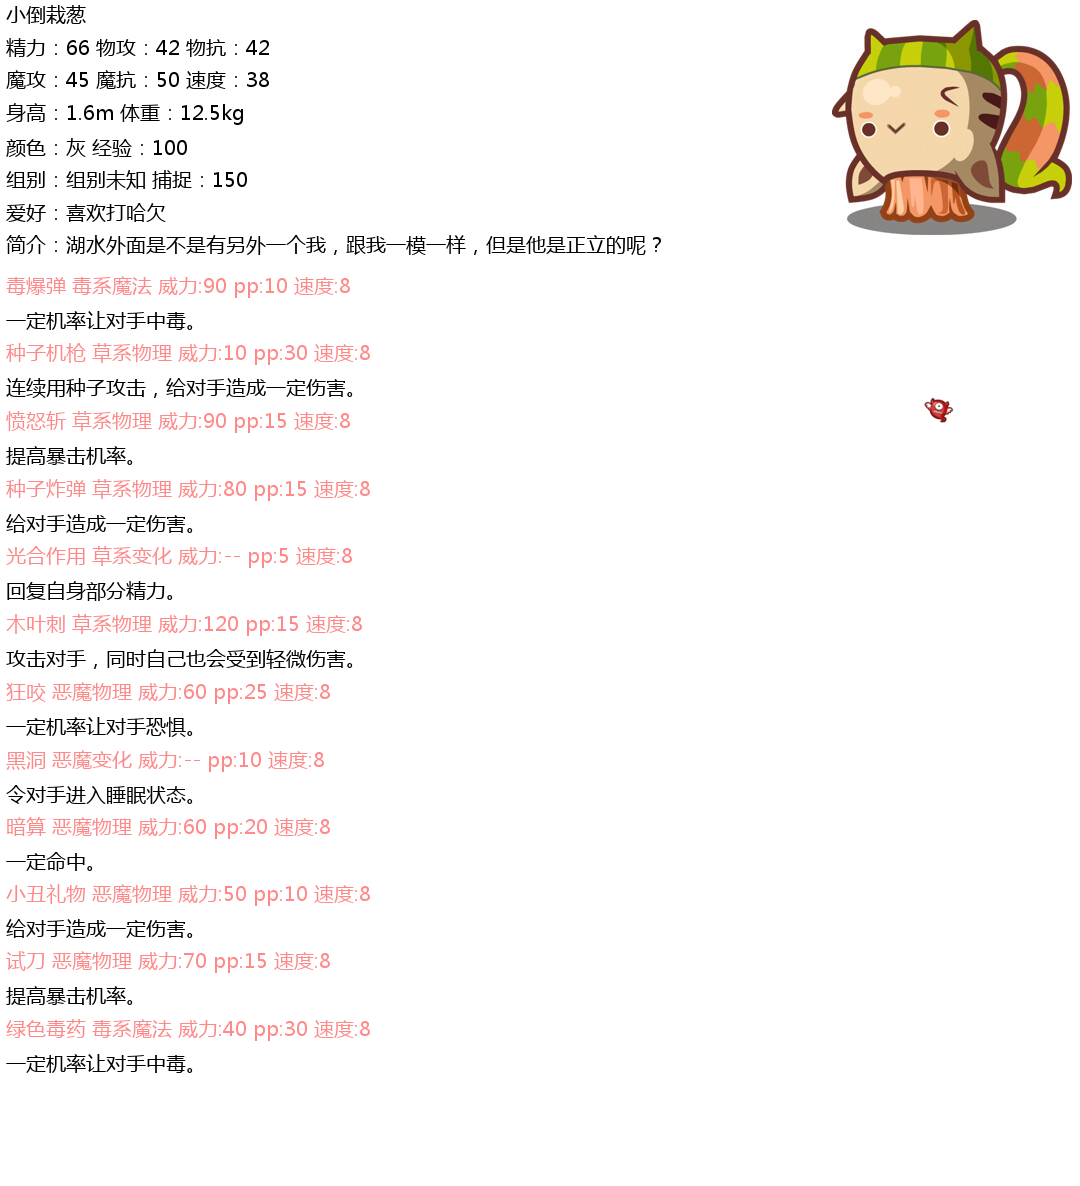 小倒栽葱
精力：66 物攻：42 物抗：42
魔攻：45 魔抗：50 速度：38
身高：1.6m 体重：12.5kg
颜色：灰 经验：100
组别：组别未知 捕捉：150
爱好：喜欢打哈欠
简介：湖水外面是不是有另外一个我，跟我一模一样，但是他是正立的呢？
毒爆弹 毒系魔法 威力:90 pp:10 速度:8
一定机率让对手中毒。
种子机枪 草系物理 威力:10 pp:30 速度:8
连续用种子攻击，给对手造成一定伤害。
愤怒斩 草系物理 威力:90 pp:15 速度:8
提高暴击机率。
种子炸弹 草系物理 威力:80 pp:15 速度:8
给对手造成一定伤害。
光合作用 草系变化 威力:-- pp:5 速度:8
回复自身部分精力。
木叶刺 草系物理 威力:120 pp:15 速度:8
攻击对手，同时自己也会受到轻微伤害。
狂咬 恶魔物理 威力:60 pp:25 速度:8
一定机率让对手恐惧。
黑洞 恶魔变化 威力:-- pp:10 速度:8
令对手进入睡眠状态。
暗算 恶魔物理 威力:60 pp:20 速度:8
一定命中。
小丑礼物 恶魔物理 威力:50 pp:10 速度:8
给对手造成一定伤害。
试刀 恶魔物理 威力:70 pp:15 速度:8
提高暴击机率。
绿色毒药 毒系魔法 威力:40 pp:30 速度:8
一定机率让对手中毒。